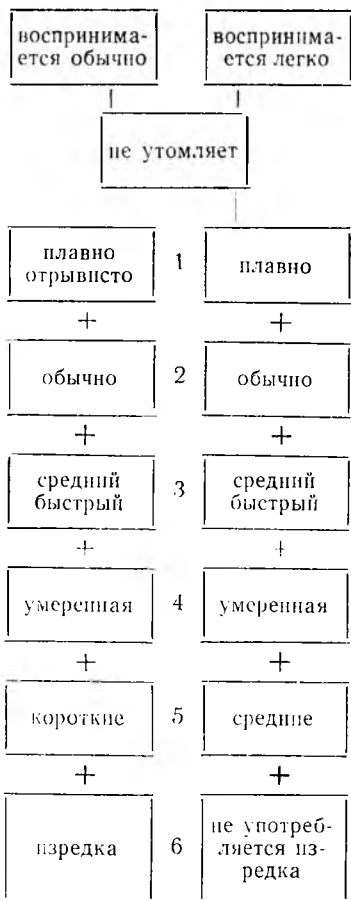 воспринима- воспринима-
ется обычно ется легко
не утомляет
плавно
отрывисто 1 плавно
+ +
обычно 2 обычно
+ +
средний 3 средний
быстрый быстрый
+ +
умеренная 4 умеренная
+ +
короткие 5 средние
+ +
изредка 6 не употреб-
ляется из-
редка